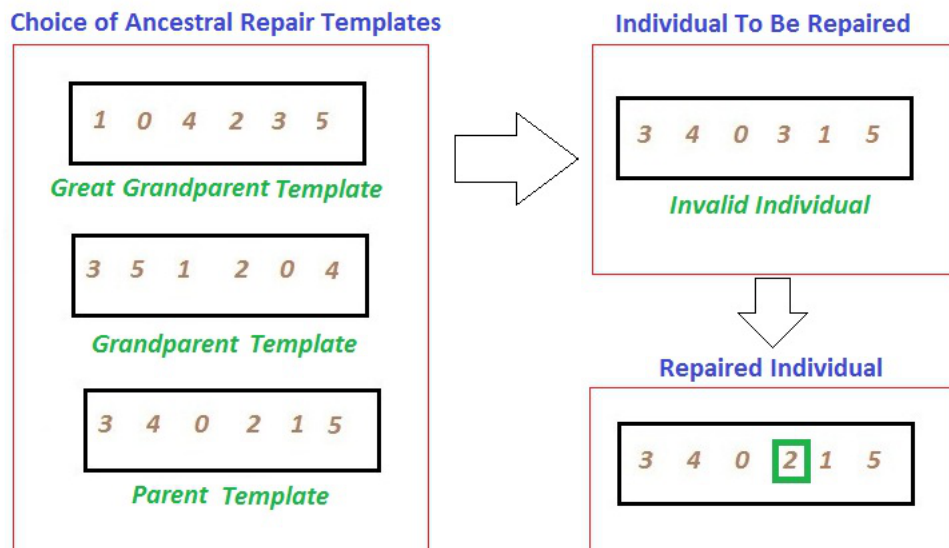 Choice of Ancestral Repair Templates
1 0 4 2 3 5
Great Grandparent Template
3 5 1 2 0 4
Grandparent Template
3 4 0 2 1 5
Parent Template
Individual To Be Repaired
3 4 0 3 1 5
Invalid Individual
Repaired Individual
3 4 0 2 1 5